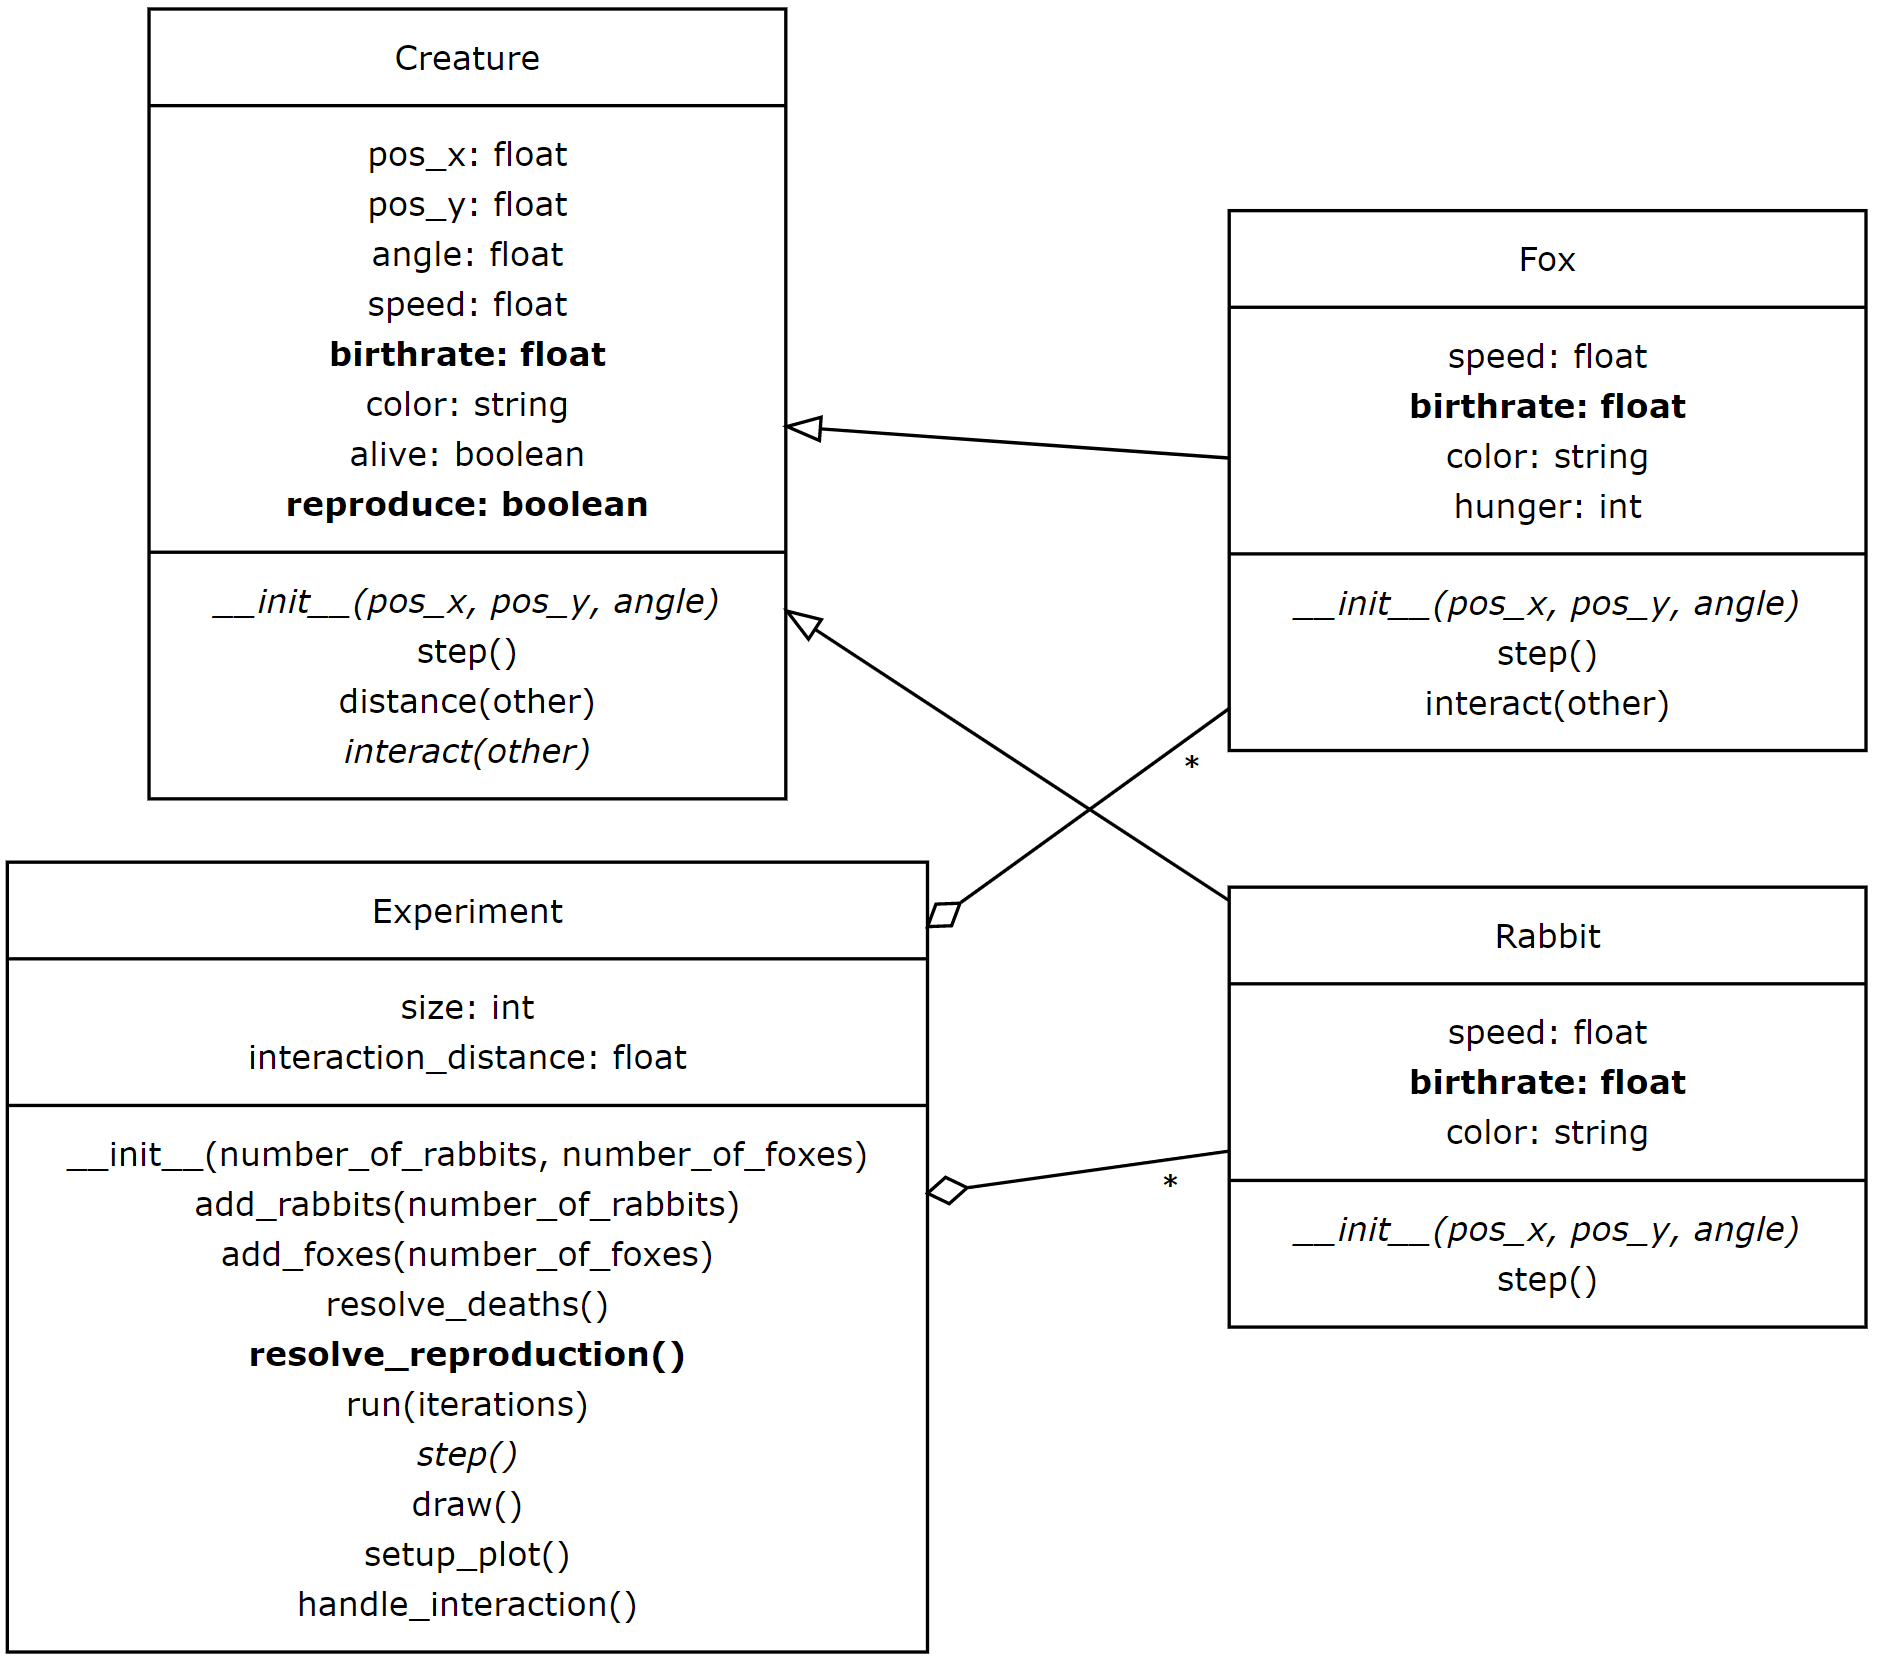 Creature
pos_x: float
pos_y: float
angle: float
speed: float
birthrate: float
color: string
alive: boolean
reproduce: boolean
__init__(pos_x, pos_y, angle)
step()
distance(other)
interact(other)
Fox
speed: float
birthrate: float
color: string
hunger: int
__init__(pos_x, pos_y, angle)
step()
interact(other)
*
Experiment
size: int
interaction_distance: float
__init__(number_of_rabbits, number_of_foxes)
add_rabbits(number_of_rabbits)
add_foxes(number_of_foxes)
resolve_deaths()
resolve_reproduction()
run(iterations)
step()
draw()
setup_plot()
handle_interaction()
Rabbit
speed: float
birthrate: float
color: string
__init__(pos_x, pos_y, angle)
step()
*